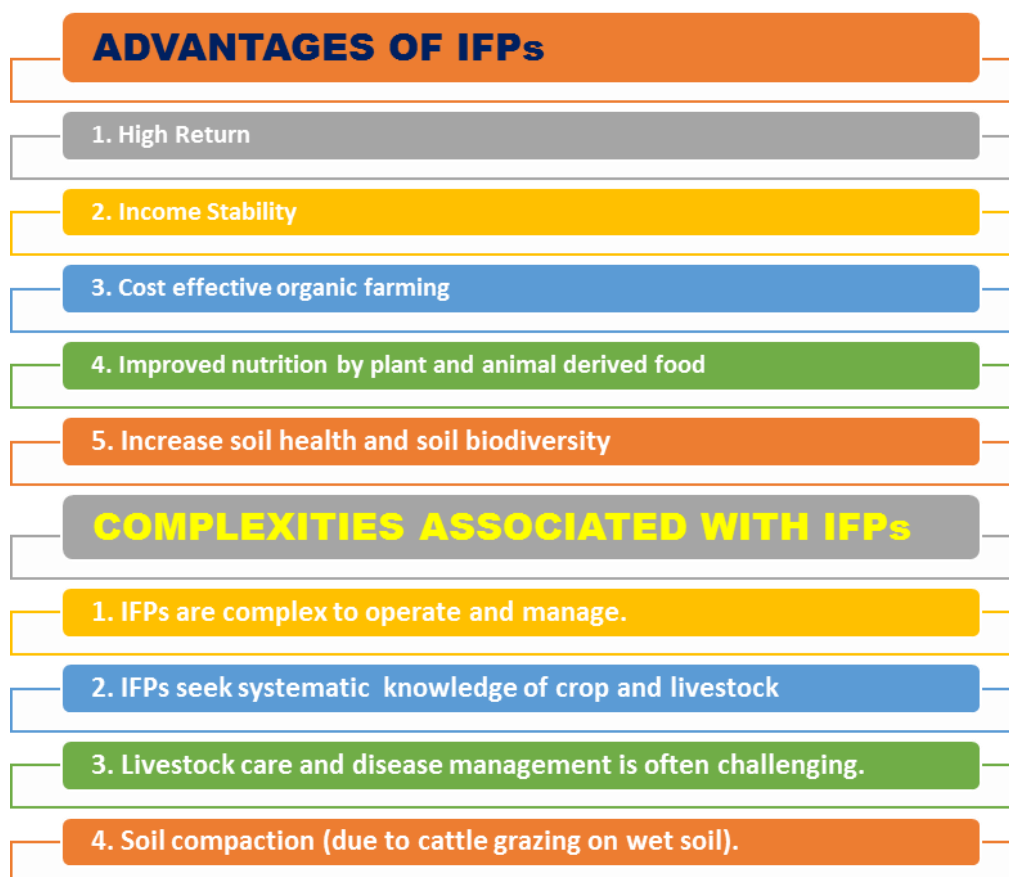 ADVANTAGES OF IFPs
1. High Return
2. Income Stability
3. Cost effective organic farming
4. Improved nutrition by plant and animal derived food
5. Increase soil health and soil biodiversity
COMPLEXITIES ASSOCIATED WITH IFPs
1. IFPs are complex to operate and manage.
2. IFPs seek systematic knowledge of crop and livestock
3. Livestock care and disease management is often challenging.
4. Soil compaction (due to cattle grazing on wet soil).